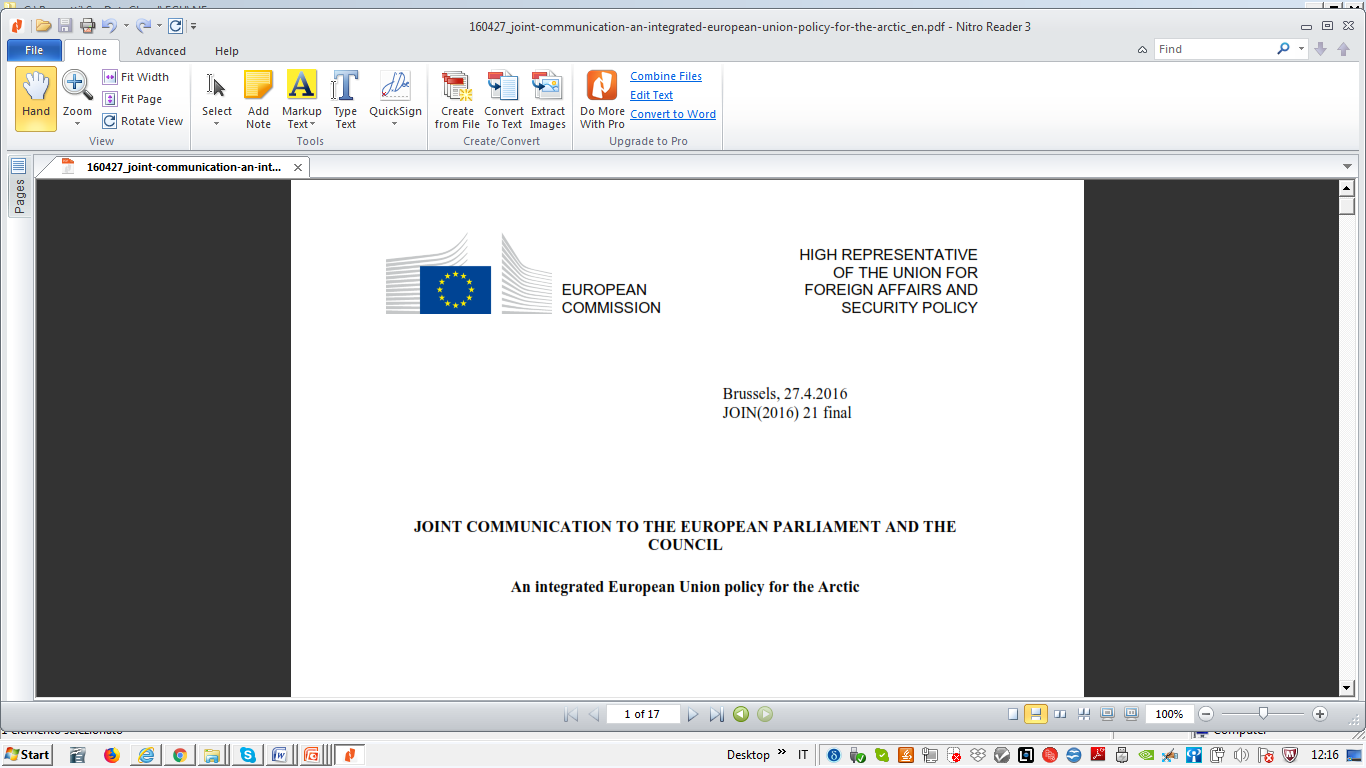 160427_joint-communication-an-integrated-european-union-policy-for-the-arctic_en.pdf - Nitro Reader 3
File
Home
Advanced
Help
Find
Hand
Zoom
Fit Width
Fit Page
Rotate View
View
Select
Add Note
Markup Text
Type Text
QuickSign
Tools
Create from File
Convert To Text
Extract Images
Create/Convert
Do More With Pro
Combine Files
Edit Text
Convert to Word
Upgrade to Pro
160427_joint-communication-an-int...
Pages
EUROPEAN
COMMISSION
HIGH REPRESENTATIVE
OF THE UNION FOR
FOREIGN AFFAIRS AND
SECURITY POLICY
Brussels, 27.4.2016
JOIN(2016) 21 final
JOINT COMMUNICATION TO THE EUROPEAN PARLIAMENT AND THE
COUNCIL
An integrated European Union policy for the Arctic
1 of 17
100%
Start
Desktop
IT
12:16